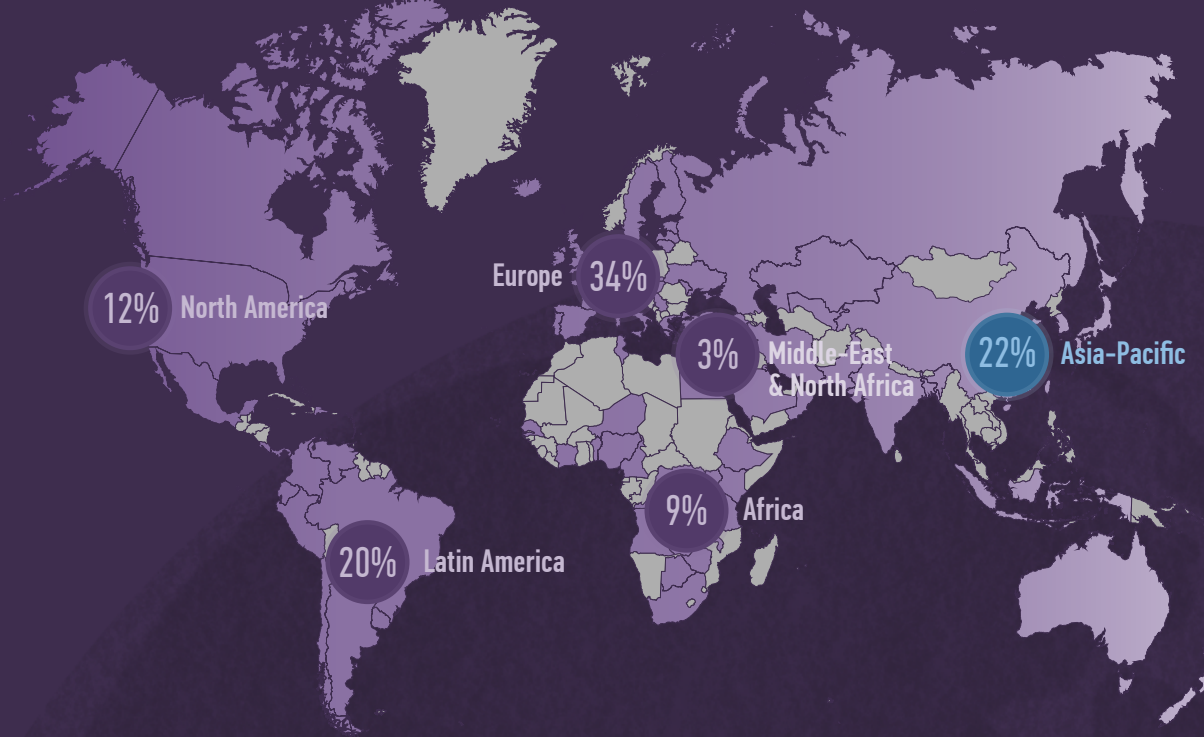 Europe 34%
12% North America
3% Middle-East
& North Africa
22% Asia-Pacific
9% Africa
20% Latin America